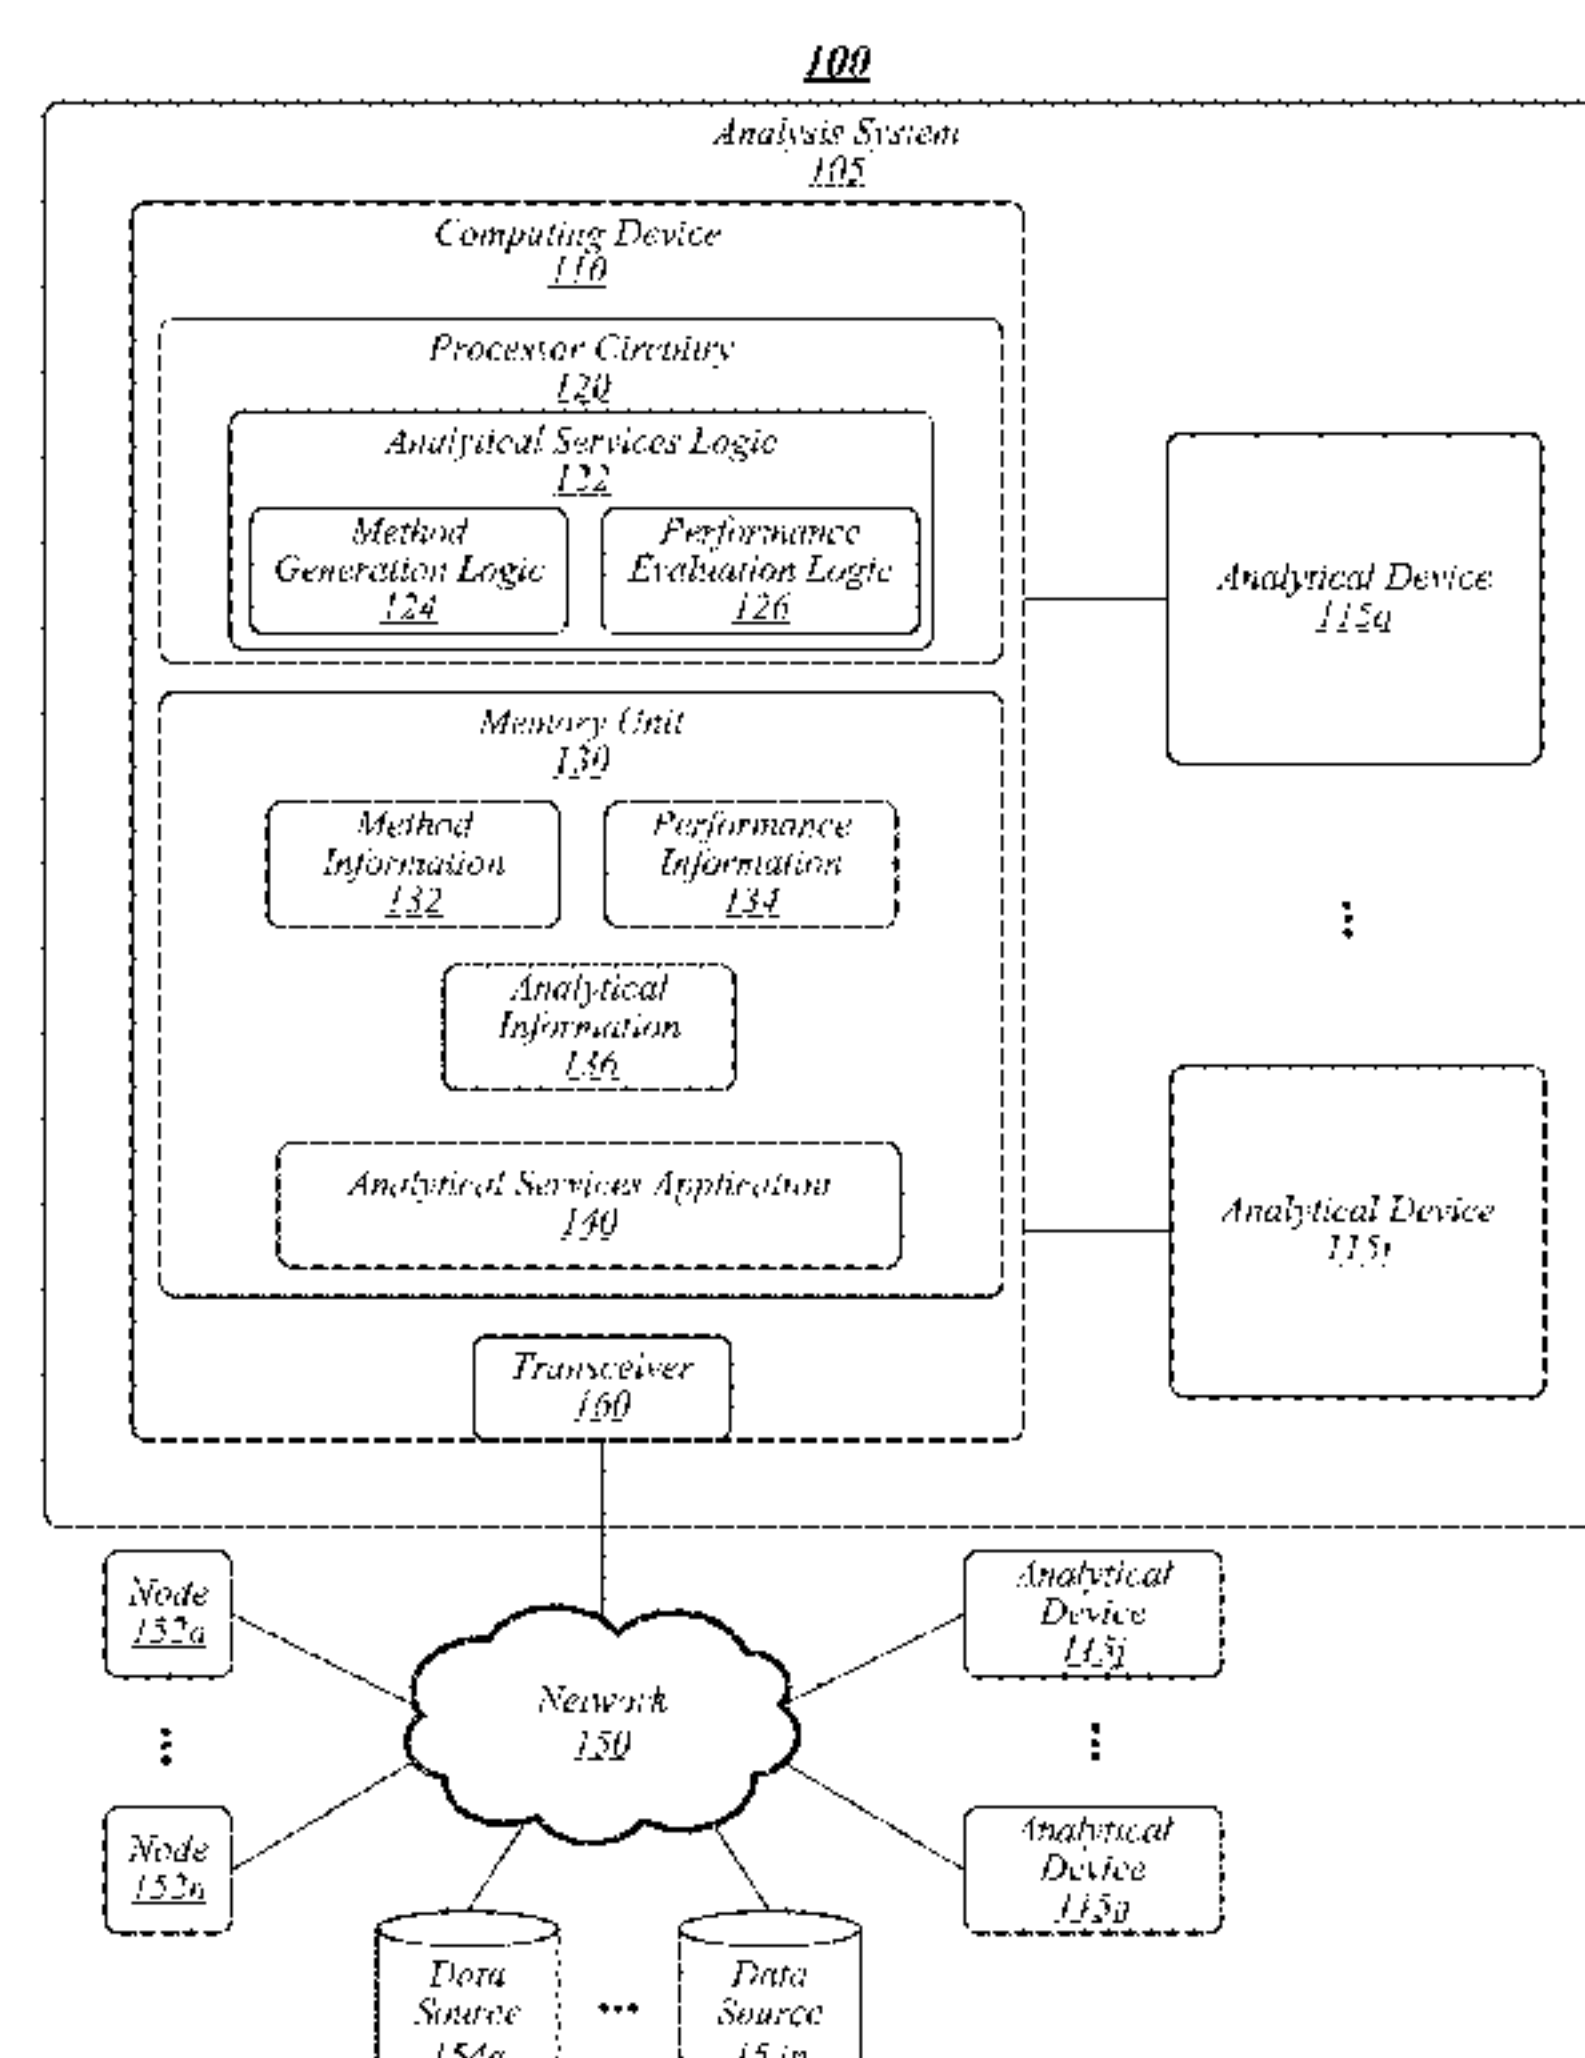 100
Analysis System
105
Computing Device
110
Processor Circuitry
120
Analytical Services Logic
122
Method
Generation Logic
124
Performance
Evaluation Logic
126
Analytical Device
115a
Memory Unit
130
Method
Information
132
Performance
Information
134
Analytical
Information
136
Analytical Services Application
140
Analytical Device
Transceiver
160
Node
152a
Analytical
Device
115j
Network
150
Node
152n
Analytical
Device
115n
Data
Source
154a
Data
Source